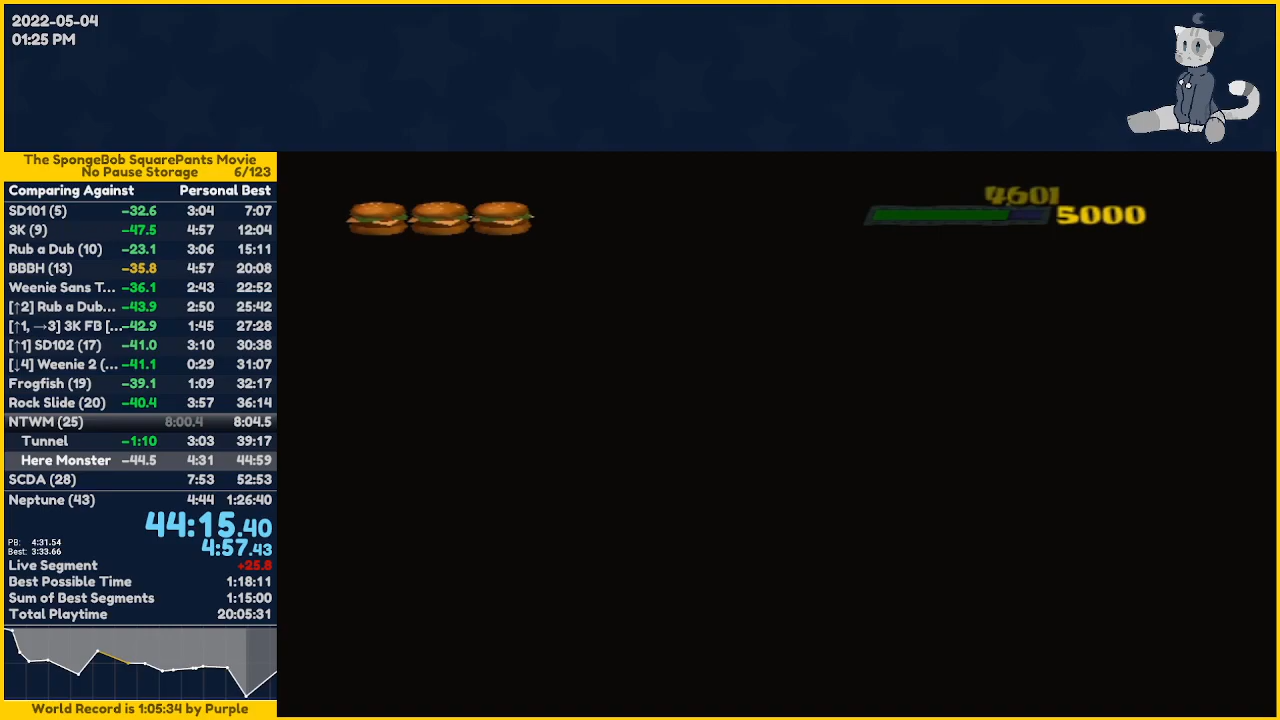 2022-05-04
01:25 PM
The SpongeBob SquarePants Movie
No Pause Storage 6/123
Comparing Against Personal Best
SD101 (5) −32.6 3:04 7:07
3K (9) −47.5 4:57 12:04
Rub a Dub (10) −23.1 3:06 15:11
BBBH (13) −35.8 4:57 20:08
Weenie Sans T... −36.1 2:43 22:52
[↑2] Rub a Dub... −43.9 2:50 25:42
[↑1, →3] 3K FB [... −42.9 1:45 27:28
[↑1] SD102 (17) −41.0 3:10 30:38
[↓4] Weenie 2 (... −41.1 0:29 31:07
Frogfish (19) −39.1 1:09 32:17
Rock Slide (20) −40.4 3:57 36:14
NTWM (25) 8:00.4 8:04.5
Tunnel −1:10 3:03 39:17
Here Monster −44.5 4:31 44:59
SCDA (28) 7:53 52:53
Neptune (43) 4:44 1:26:40
44:15.40
PB: 4:31.54
Best: 3:33.66
4:57.43
Live Segment +25.8
Best Possible Time 1:18:11
Sum of Best Segments 1:15:00
Total Playtime 20:05:31
World Record is 1:05:34 by Purple
4601
5000